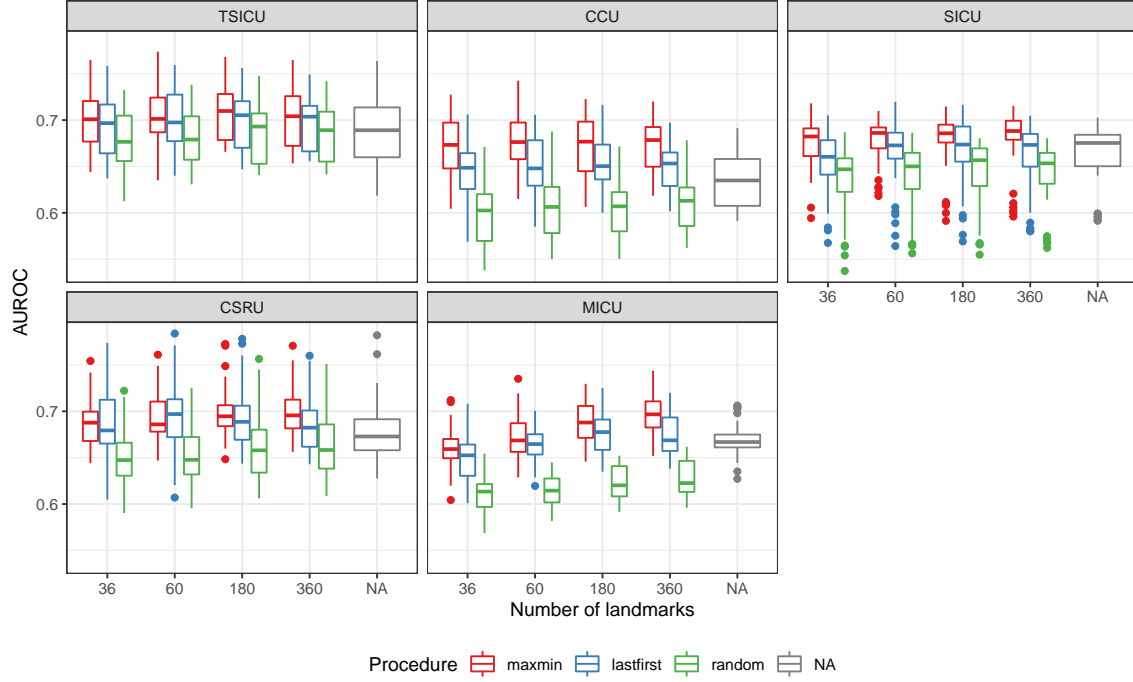 TSICU
CCU
SICU
0.7
0.6
36 60 180 360 NA
AUROC
CSRU
MICU
0.7
0.6
36 60 180 360 NA
36 60 180 360 NA
Number of landmarks
Procedure maxmin lastfirst random NA